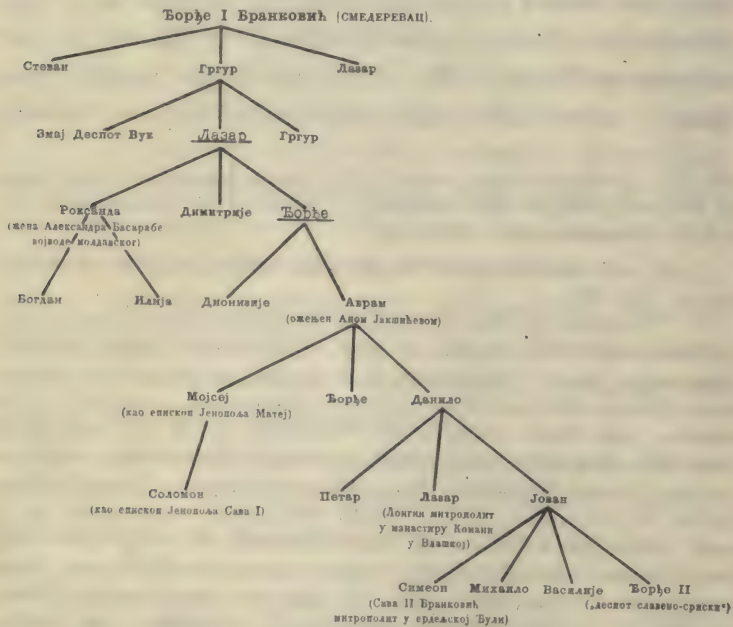 Ђорђе I Бранковић (СМЕДЕРЕВАЦ).
Стеван Гргур Лазар
Змај Деспот Вук Лазар Гргур
Роксанда Димитрије Ђорђе
(жена Александра Басарабе
војводе молдавског)
Богдан Илија Дионизије Аврам
(ожењен Аном Јакшићевом)
Мојсеј Ђорђе Данило
(као епископ Јенопоља Матеј)
Соломон Петар Лазар Јован
(као епископ Јенопоља Сава I) (Лонгин митрополит
у манастиру Комани
у Влашкој)
Симеон Михаило Василије Ђорђе II
(Сава II Бранковић („деспот славено-сриски“)
митрополит у ердељској Ђули)